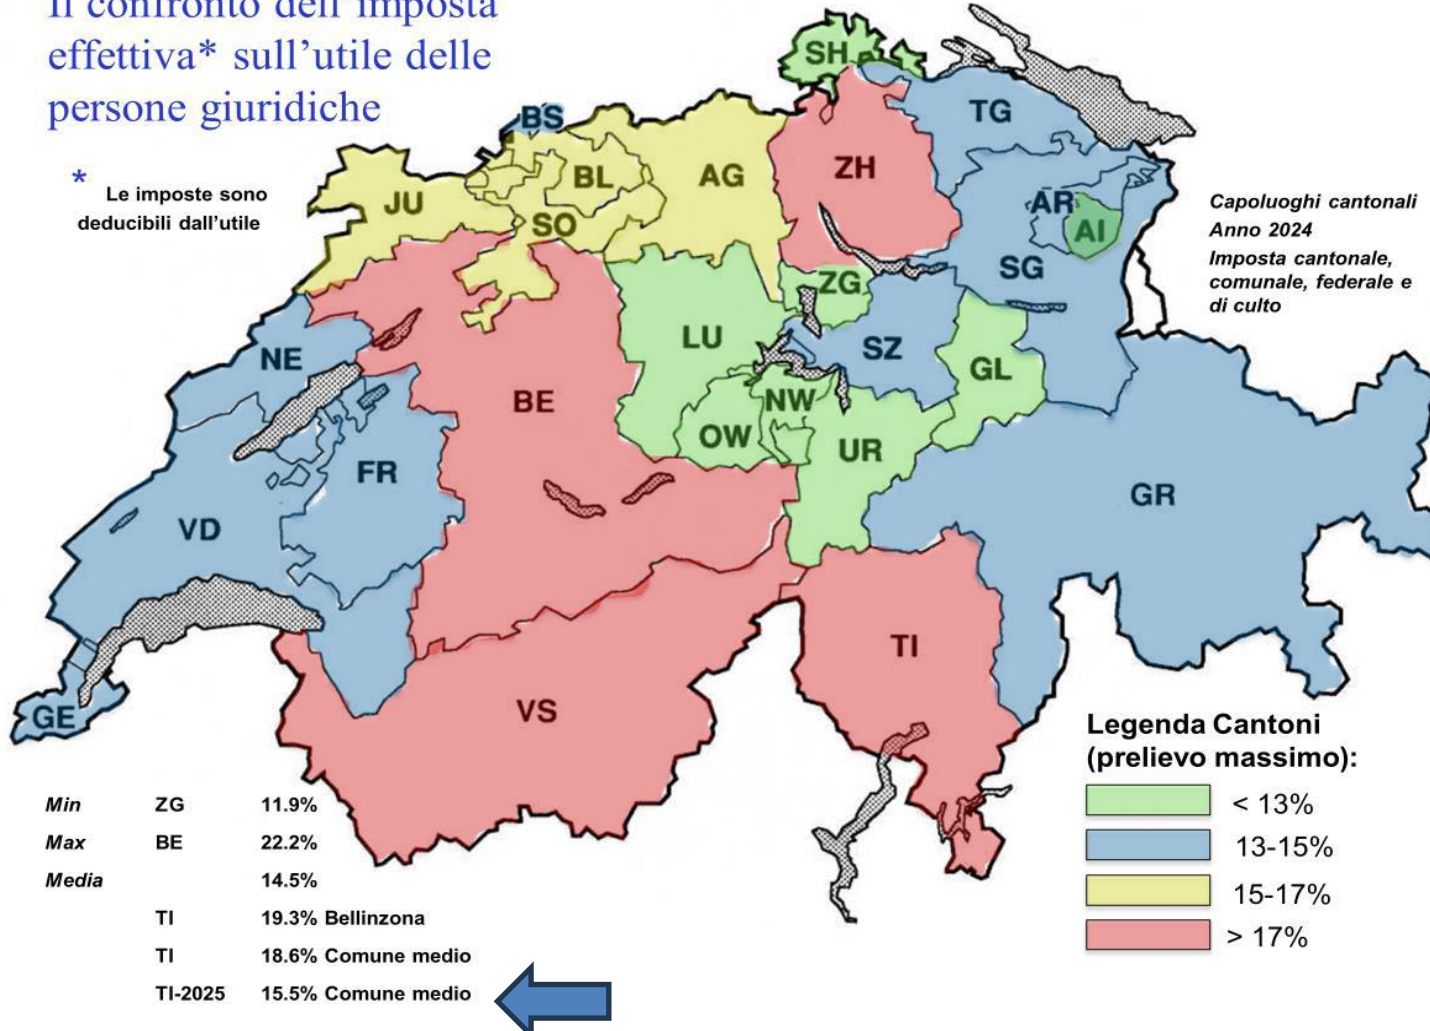 Il confronto dell’imposta
effettiva* sull’utile delle
persone giuridiche
* Le imposte sono
deducibili dall’utile
Capoluoghi cantonali
Anno 2024
Imposta cantonale,
comunale, federale e
di culto
SH
BS
TG
JU
BL
AG
ZH
SO
AR
AI
SG
ZG
NE
LU
SZ
GL
BE
NW
OW
UR
FR
VD
GR
TI
VS
GE
Legenda Cantoni
(prelievo massimo):
< 13%
13-15%
15-17%
> 17%
Min ZG 11.9%
Max BE 22.2%
Media 14.5%
TI 19.3% Bellinzona
TI 18.6% Comune medio
TI-2025 15.5% Comune medio